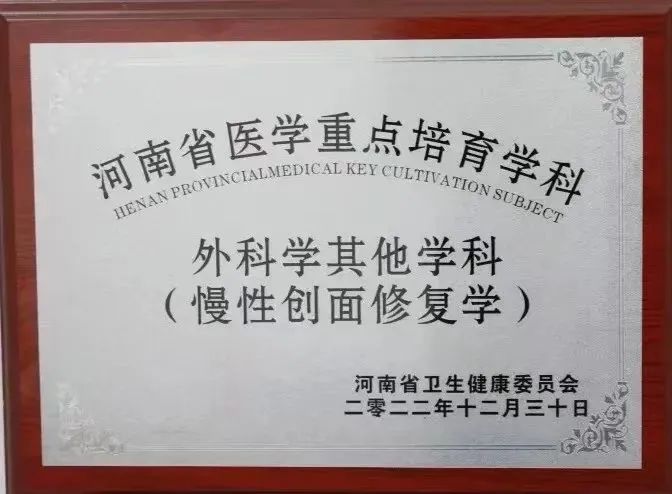 河南省医学重点培育学科
HENAN PROVINCIALMEDICAL KEY CULTIVATION SUBJECT
外科学其他学科
（慢性创面修复学）
河南省卫生健康委员会
二零二二年十二月三十日